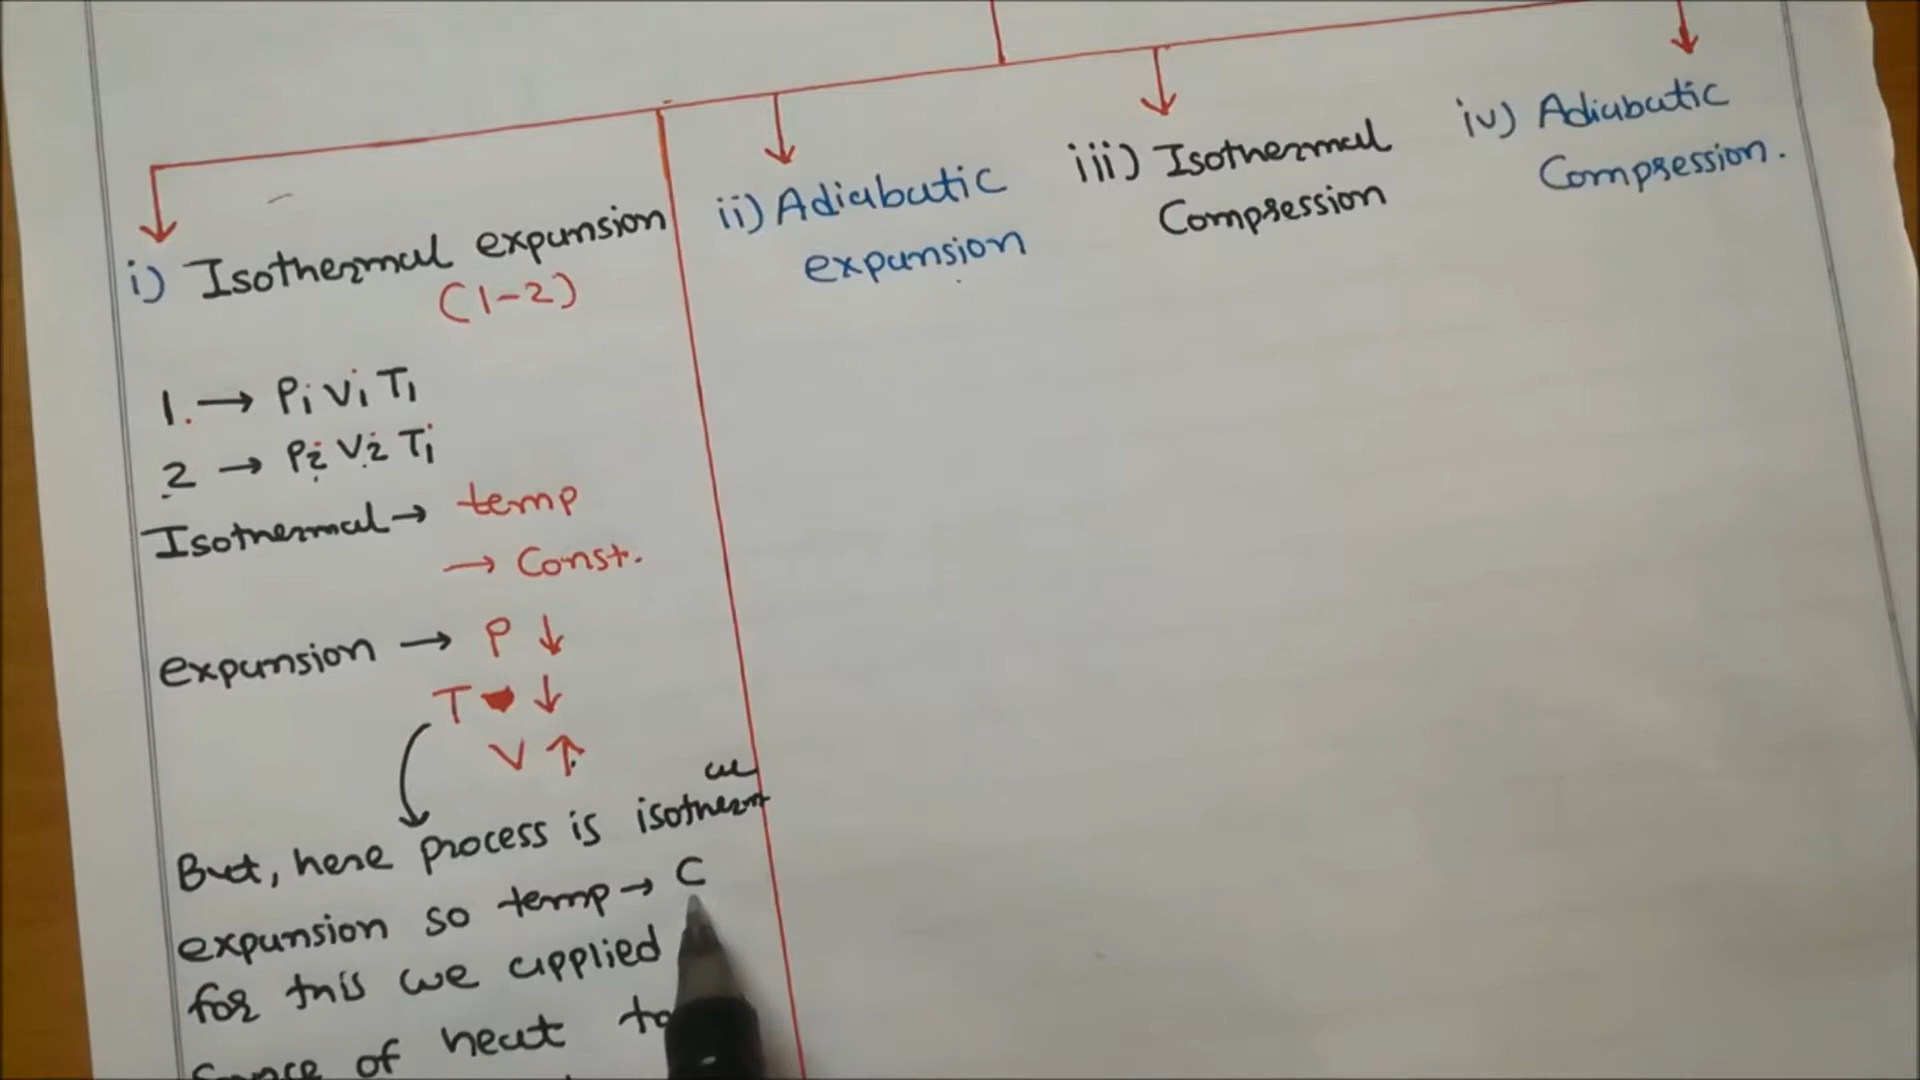 i) Isothermal expansion
(1-2)
1. → P₁ V₁ T₁
2 → P₂ V₂ T₁
Isothermal → temp
→ Const.
expansion → P ↓
T ↓
V ↑
But, here process is isothermal
expansion so temp → C
for this we applied
of heat
ii) Adiabatic
expansion
iii) Isothermal
Compression
iv) Adiabatic
Compression.